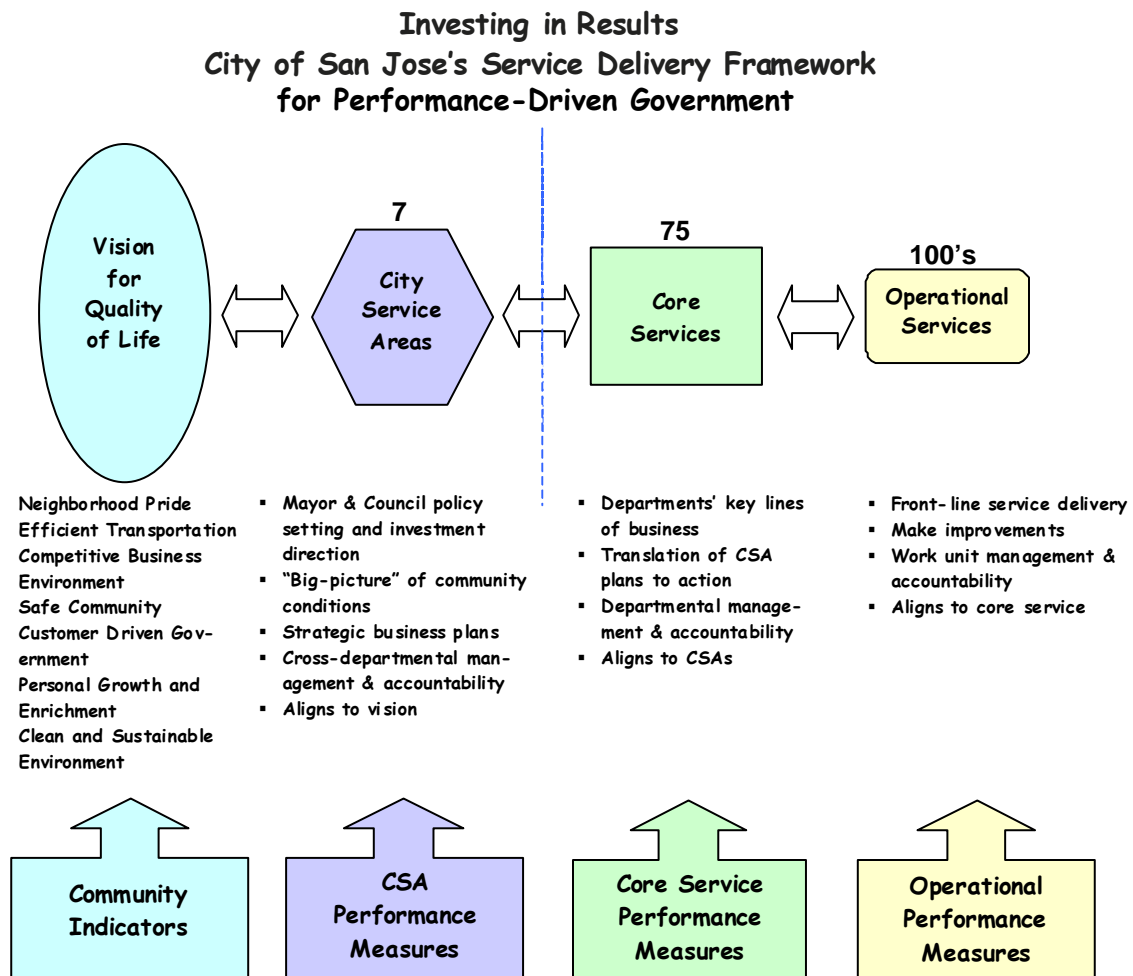 Investing in Results
City of San Jose's Service Delivery Framework
for Performance-Driven Government
Vision
for
Quality
of Life
7
City
Service
Areas
75
Core
Services
100's
Operational
Services
Neighborhood Pride
Efficient Transportation
Competitive Business
Environment
Safe Community
Customer Driven Gov-
ernment
Personal Growth and
Enrichment
Clean and Sustainable
Environment
▪ Mayor & Council policy
setting and investment
direction
▪ “Big-picture” of community
conditions
▪ Strategic business plans
▪ Cross-departmental man-
agement & accountability
▪ Aligns to vision
▪ Departments' key lines
of business
▪ Translation of CSA
plans to action
▪ Departmental manage-
ment & accountability
▪ Aligns to CSAs
▪ Front-line service delivery
▪ Make improvements
▪ Work unit management &
accountability
▪ Aligns to core service
Community
Indicators
CSA
Performance
Measures
Core Service
Performance
Measures
Operational
Performance
Measures